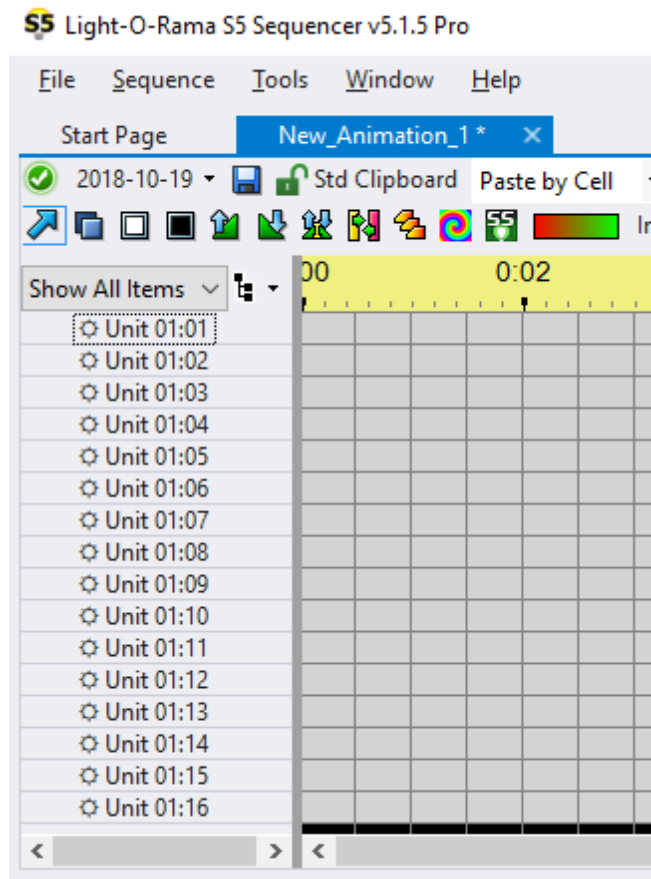 S5 Light-O-Rama S5 Sequencer v5.1.5 Pro
File Sequence Tools Window Help
Start Page New_Animation_1 * ×
2018-10-19 Std Clipboard Paste by Cell
S5
Show All Items 00 0:02
Unit 01:01
Unit 01:02
Unit 01:03
Unit 01:04
Unit 01:05
Unit 01:06
Unit 01:07
Unit 01:08
Unit 01:09
Unit 01:10
Unit 01:11
Unit 01:12
Unit 01:13
Unit 01:14
Unit 01:15
Unit 01:16